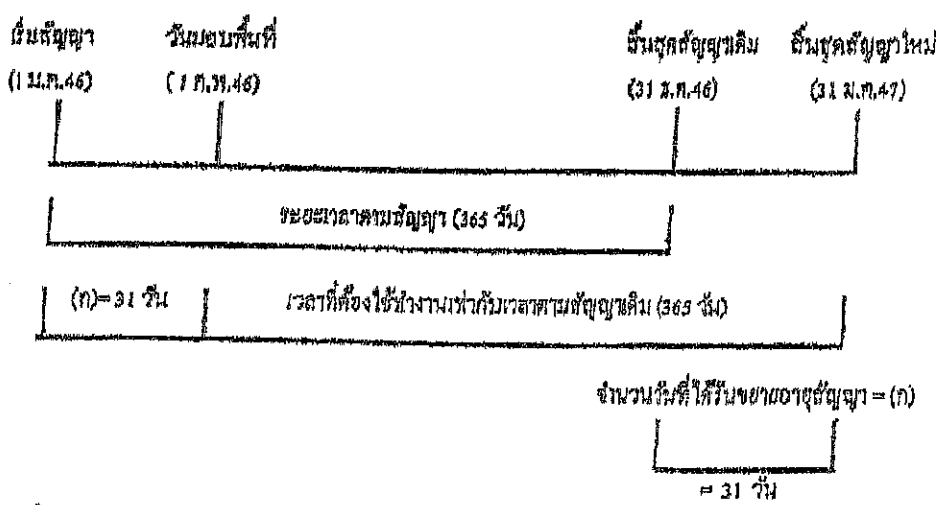 เริ่มสัญญา วันมอบพื้นที่ สิ้นสุดสัญญาเดิม สิ้นสุดสัญญาใหม่
(1 ม.ค.46) (1 ก.พ.46) (31 ธ.ค.46) (31 ม.ค.47)
ระยะเวลาตามสัญญา (365 วัน)
(ก)= 31 วัน เวลาที่ต้องใช้ทำงานเท่ากับเวลาตามสัญญาเดิม (365 วัน)
จำนวนวันที่ได้รับขยายอายุสัญญา = (ก)
= 31 วัน